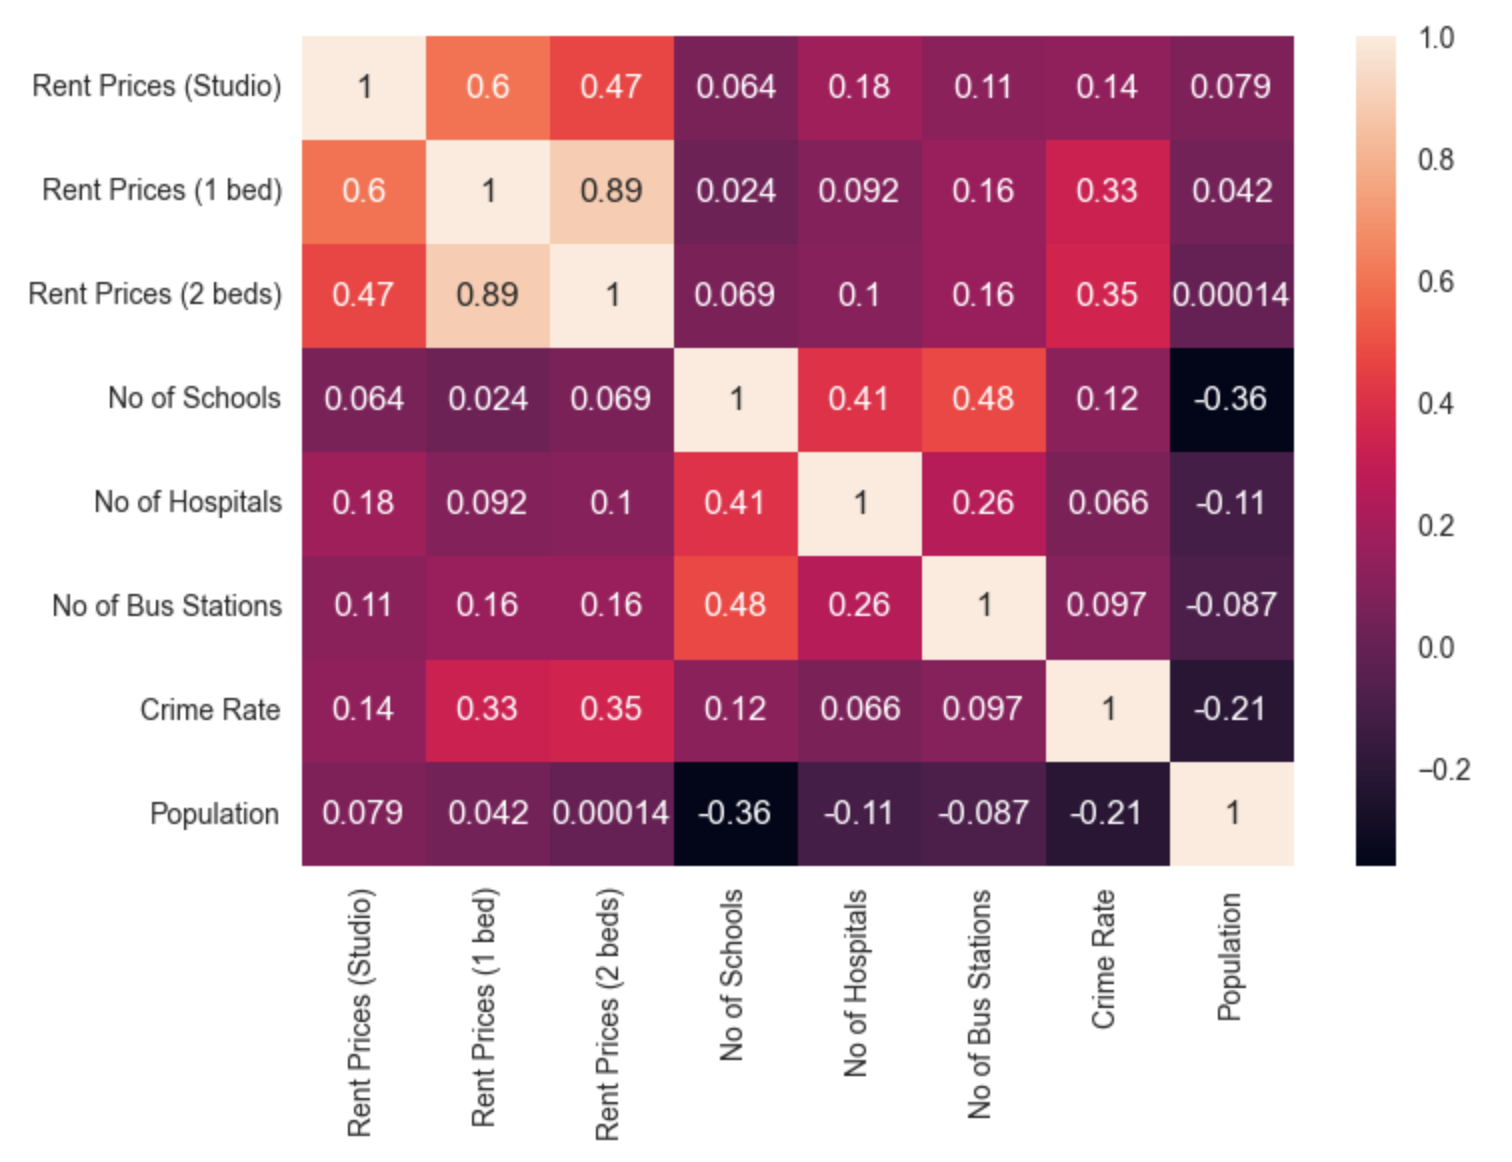 Rent Prices (Studio) 1 0.6 0.47 0.064 0.18 0.11 0.14 0.079
Rent Prices (1 bed) 0.6 1 0.89 0.024 0.092 0.16 0.33 0.042
Rent Prices (2 beds) 0.47 0.89 1 0.069 0.1 0.16 0.35 0.00014
No of Schools 0.064 0.024 0.069 1 0.41 0.48 0.12 -0.36
No of Hospitals 0.18 0.092 0.1 0.41 1 0.26 0.066 -0.11
No of Bus Stations 0.11 0.16 0.16 0.48 0.26 1 0.097 -0.087
Crime Rate 0.14 0.33 0.35 0.12 0.066 0.097 1 -0.21
Population 0.079 0.042 0.00014 -0.36 -0.11 -0.087 -0.21 1
Rent Prices (Studio)
Rent Prices (1 bed)
Rent Prices (2 beds)
No of Schools
No of Hospitals
No of Bus Stations
Crime Rate
Population
1.0
0.8
0.6
0.4
0.2
0.0
−0.2